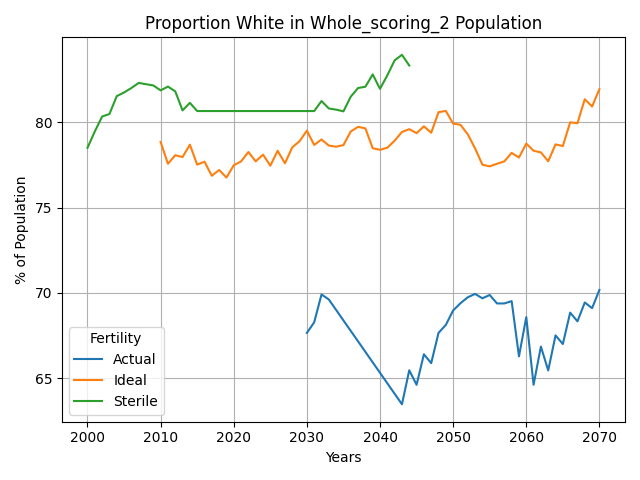 Proportion White in Whole_scoring_2 Population
% of Population
80
75
70
65
Fertility
Actual
Ideal
Sterile
2000 2010 2020 2030 2040 2050 2060 2070
Years